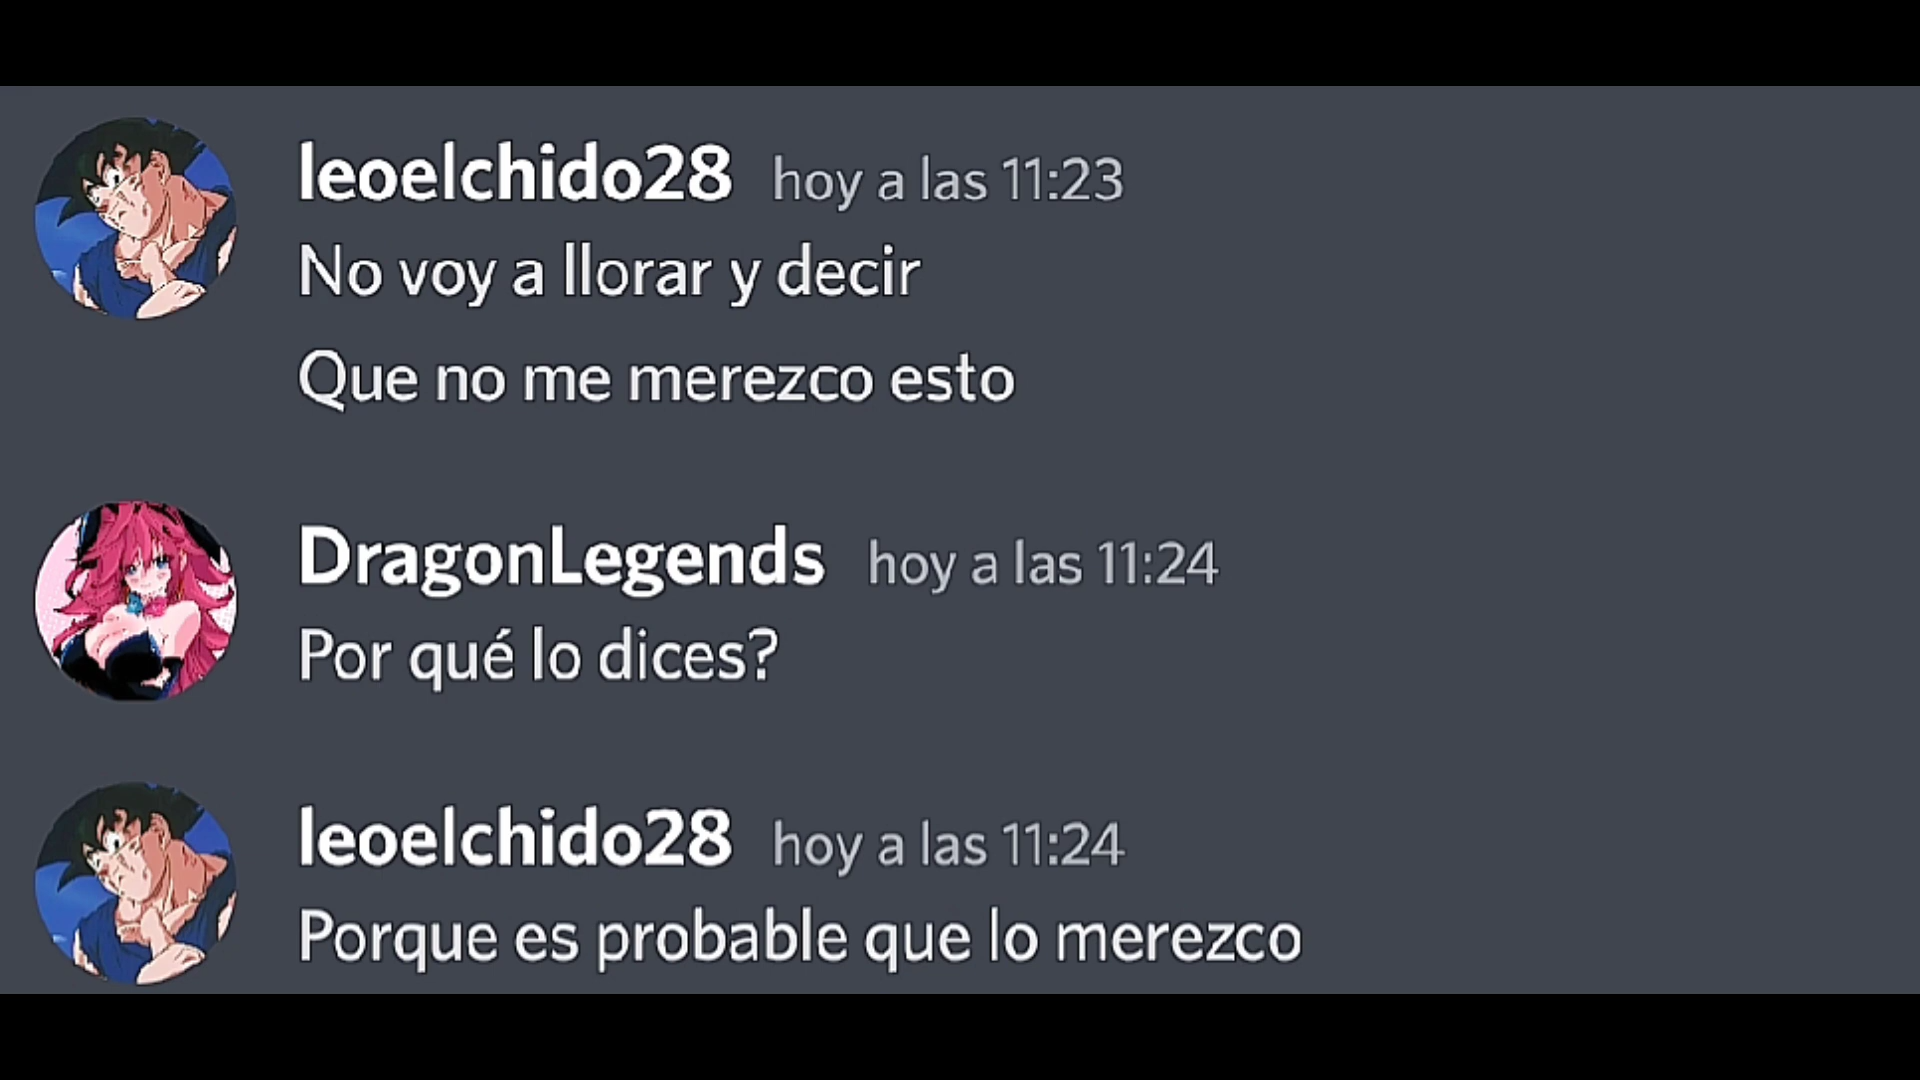 leoelchido28 hoy a las 11:23
No voy a llorar y decir
Que no me merezco esto
DragonLegends hoy a las 11:24
Por qué lo dices?
leoelchido28 hoy a las 11:24
Porque es probable que lo merezco